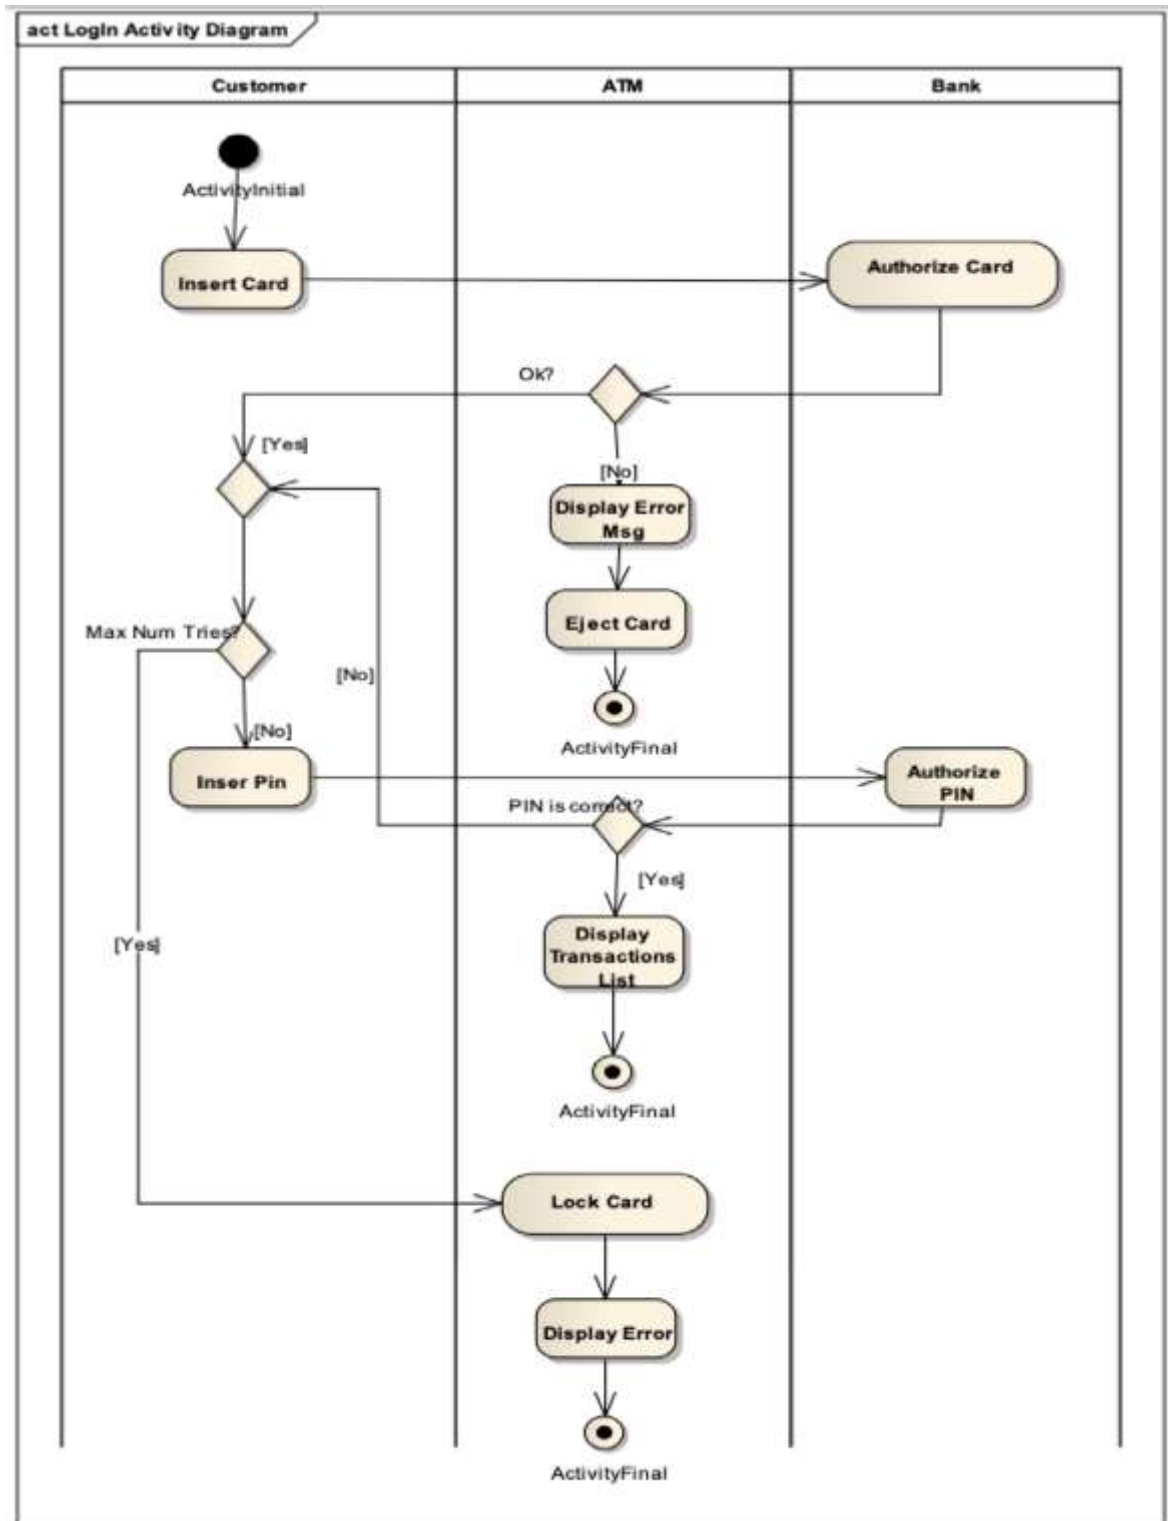 act LogIn Activity Diagram
Customer
ATM
Bank
ActivityInitial
Insert Card
Authorize Card
Ok?
[Yes]
[No]
Display Error
Msg
Eject Card
ActivityFinal
Max Num Tries?
[No]
[No]
Inser Pin
Authorize
PIN
PIN is correct?
[Yes]
Display
Transactions
List
ActivityFinal
[Yes]
Lock Card
Display Error
ActivityFinal